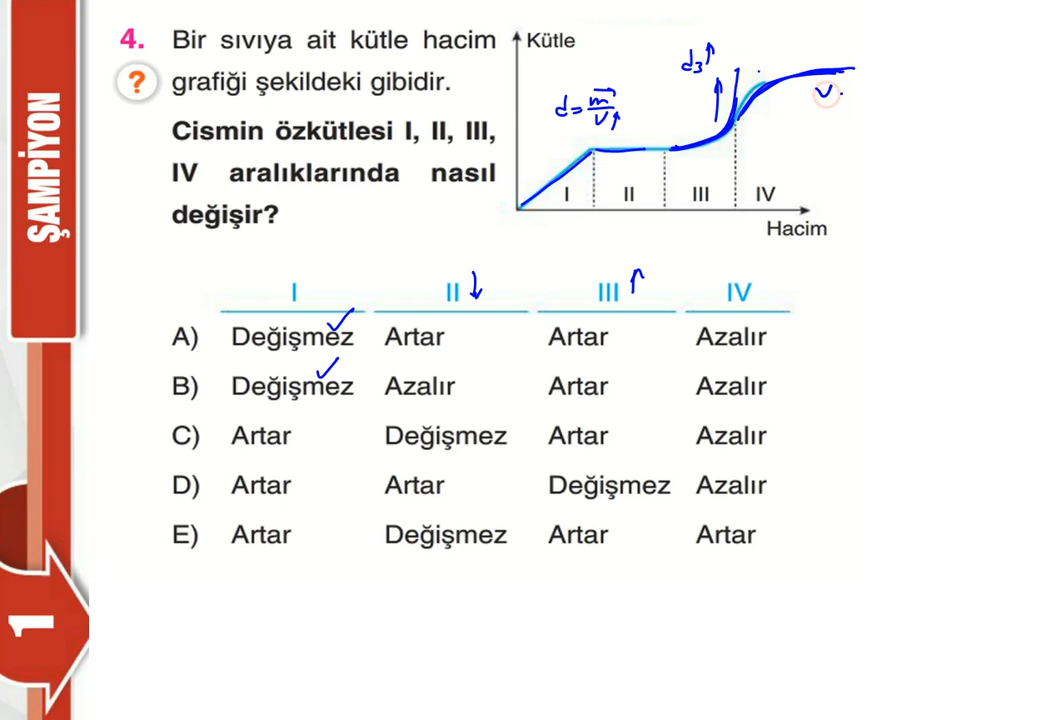 ŞAMPİYON
1
4. Bir sıvıya ait kütle hacim
? grafiği şekildeki gibidir.
Cismin özkütlesi I, II, III,
IV aralıklarında nasıl
değişir?
Kütle
d = m/V ↑
d3 ↑
V.
I II III IV
Hacim
I II ↓ III ↑ IV
A) Değişmez Artar Artar Azalır
B) Değişmez Azalır Artar Azalır
C) Artar Değişmez Artar Azalır
D) Artar Artar Değişmez Azalır
E) Artar Değişmez Artar Artar